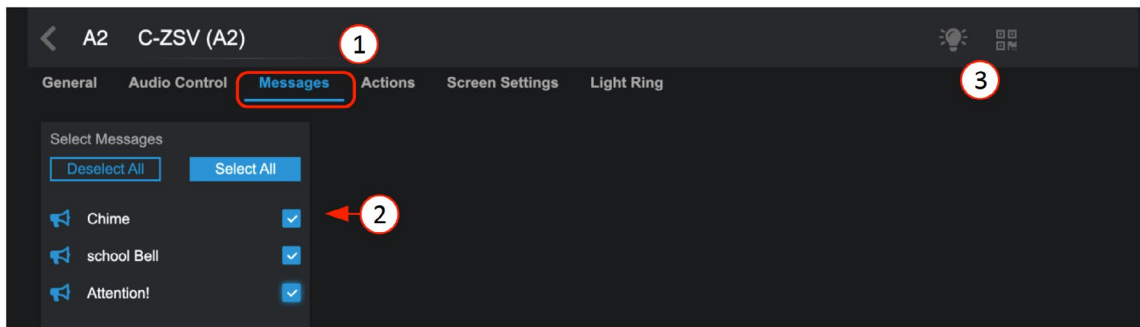 A2 C-ZSV (A2)
1
General Audio Control Messages Actions Screen Settings Light Ring
3
Select Messages
Deselect All Select All
Chime
2
school Bell
Attention!